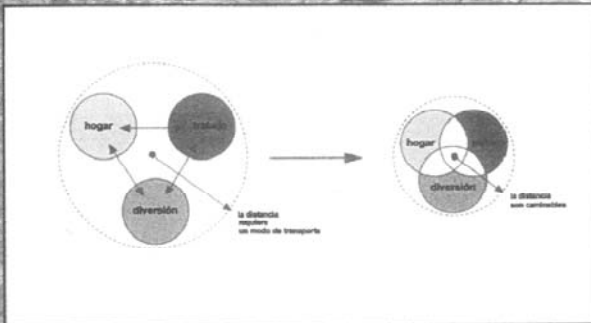 hogar
trabajo
diversión
la distancia
requiere
un modo de transporte
hogar
diversión
la distancia
son caminables